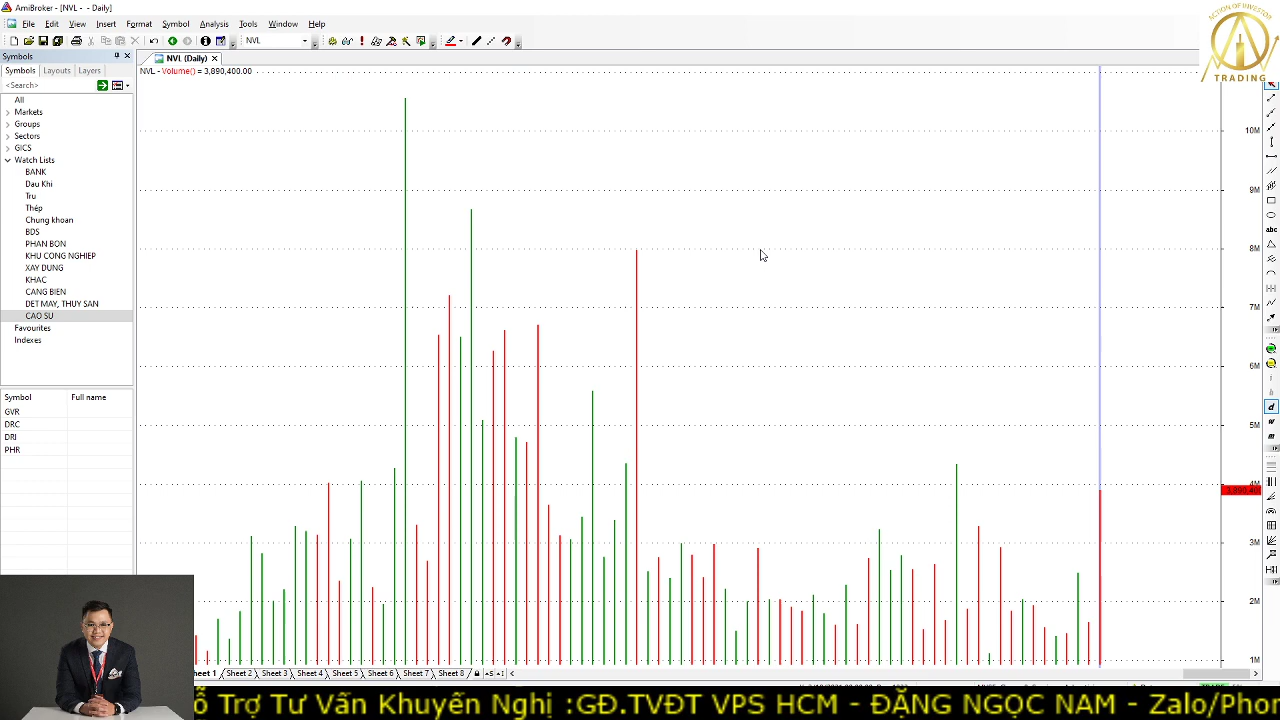 AmiBroker - [NVL - - Daily]
ACTION OF INVESTOR
TRADING
File Edit View Insert Format Symbol Analysis Tools Window Help
NVL
Symbols
NVL (Daily)
Symbols Layouts Layers
NVL - Volume() = 3,890,400.00
<Search>
All
Markets
Groups
Sectors
GICS
Watch Lists
BANK
Dau Khi
Tru
Thép
Chung khoan
BDS
PHAN BON
KHU CONG NGHIEP
XAY DUNG
KHAC
CANG BIEN
DET MAY, THUY SAN
CAO SU
Favourites
Indexes
Symbol Full name
GVR
DRC
DRI
PHR
10M
9M
8M
7M
6M
5M
4M
3M
2M
1M
abc
d
w
m
heet 1 Sheet 2 Sheet 3 Sheet 4 Sheet 5 Sheet 6 Sheet 7 Sheet 8
ỗ Trợ Tư Vấn Khuyến Nghị :GĐ.TVĐT VPS HCM - ĐẶNG NGỌC NAM - Zalo/Phon